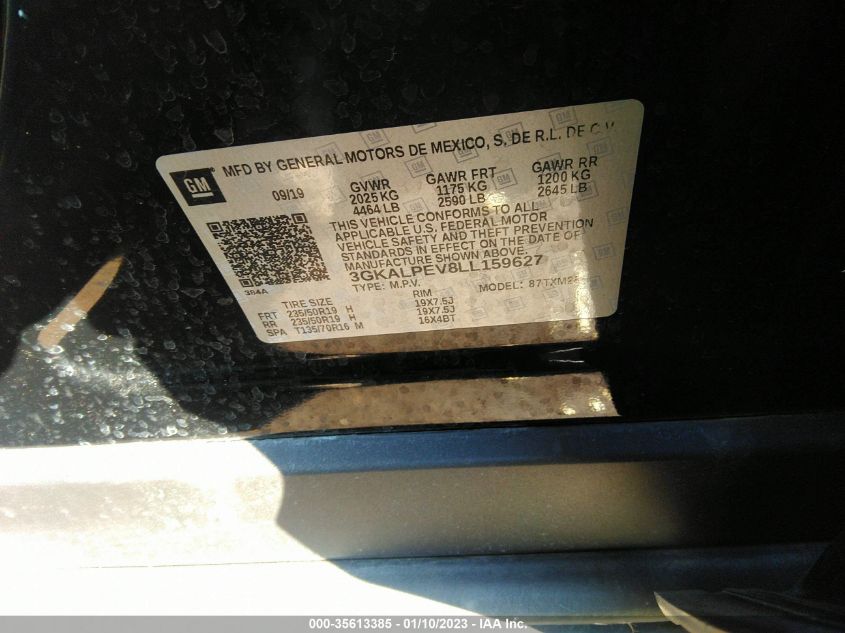 GM
MFD BY GENERAL MOTORS DE MEXICO, S, DE R.L. DE C.V.
09/19 GVWR GAWR FRT GAWR RR
2025 KG 1175 KG 1200 KG
4464 LB 2590 LB 2645 LB
THIS VEHICLE CONFORMS TO ALL
APPLICABLE U.S. FEDERAL MOTOR
VEHICLE SAFETY AND THEFT PREVENTION
STANDARDS IN EFFECT ON THE DATE OF
MANUFACTURE SHOWN ABOVE.
3GKALPEV8LL159627
TYPE: M.P.V. MODEL:
384A
TIRE SIZE RIM
FRT 235/50R19 H 19X7.5J
RR 235/50R19 H 19X7.5J
SPA T135/70R16 M 16X4BT
000-35613385 - 01/10/2023 - IAA Inc.